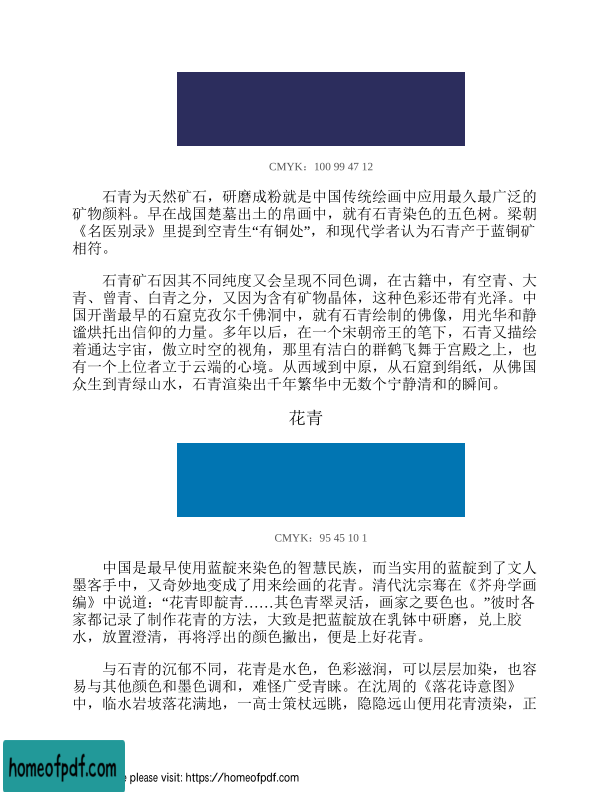 CMYK：100 99 47 12
石青为天然矿石，研磨成粉就是中国传统绘画中应用最久最广泛的
矿物颜料。早在战国楚墓出土的帛画中，就有石青染色的五色树。梁朝
《名医别录》里提到空青生“有铜处”，和现代学者认为石青产于蓝铜矿
相符。
石青矿石因其不同纯度又会呈现不同色调，在古籍中，有空青、大
青、曾青、白青之分，又因为含有矿物晶体，这种色彩还带有光泽。中
国开凿最早的石窟克孜尔千佛洞中，就有石青绘制的佛像，用光华和静
谧烘托出信仰的力量。多年以后，在一个宋朝帝王的笔下，石青又描绘
着通达宇宙，傲立时空的视角，那里有洁白的群鹤飞舞于宫殿之上，也
有一个上位者立于云端的心境。从西域到中原，从石窟到绢纸，从佛国
众生到青绿山水，石青渲染出千年繁华中无数个宁静清和的瞬间。
花青
CMYK：95 45 10 1
中国是最早使用蓝靛来染色的智慧民族，而当实用的蓝靛到了文人
墨客手中，又奇妙地变成了用来绘画的花青。清代沈宗骞在《芥舟学画
编》中说道：“花青即靛青……其色青翠灵活，画家之要色也。”彼时各
家都记录了制作花青的方法，大致是把蓝靛放在乳钵中研磨，兑上胶
水，放置澄清，再将浮出的颜色撇出，便是上好花青。
与石青的沉郁不同，花青是水色，色彩滋润，可以层层加染，也容
易与其他颜色和墨色调和，难怪广受青睐。在沈周的《落花诗意图》
中，临水岩坡落花满地，一高士策杖远眺，隐隐远山便用花青渍染，正
homeofpdf.com
please visit: https://homeofpdf.com